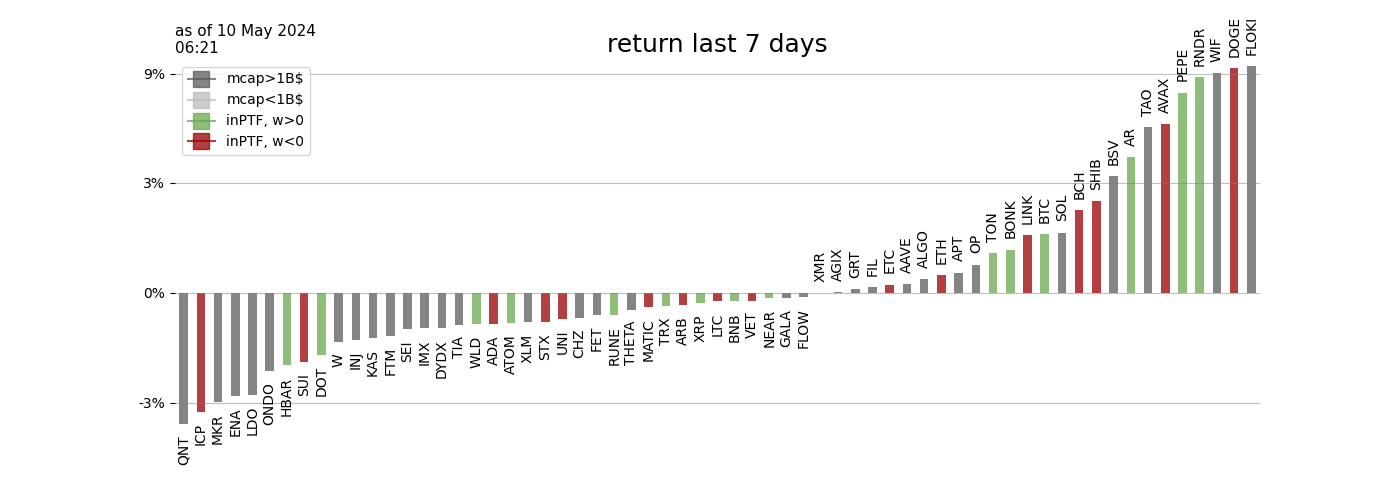 as of 10 May 2024
06:21
return last 7 days
mcap>1B$
mcap<1B$
inPTF, w>0
inPTF, w<0
9%
3%
0%
-3%
QNT
ICP
MKR
ENA
LDO
ONDO
HBAR
SUI
DOT
W
INJ
KAS
FTM
SEI
IMX
DYDX
TIA
WLD
ADA
ATOM
XLM
STX
UNI
CHZ
FET
RUNE
THETA
MATIC
TRX
ARB
XRP
LTC
BNB
VET
NEAR
GALA
FLOW
XMR
AGIX
GRT
FIL
ETC
AAVE
ALGO
ETH
APT
OP
TON
BONK
LINK
BTC
SOL
BCH
SHIB
BSV
AR
TAO
AVAX
PEPE
RNDR
WIF
DOGE
FLOKI